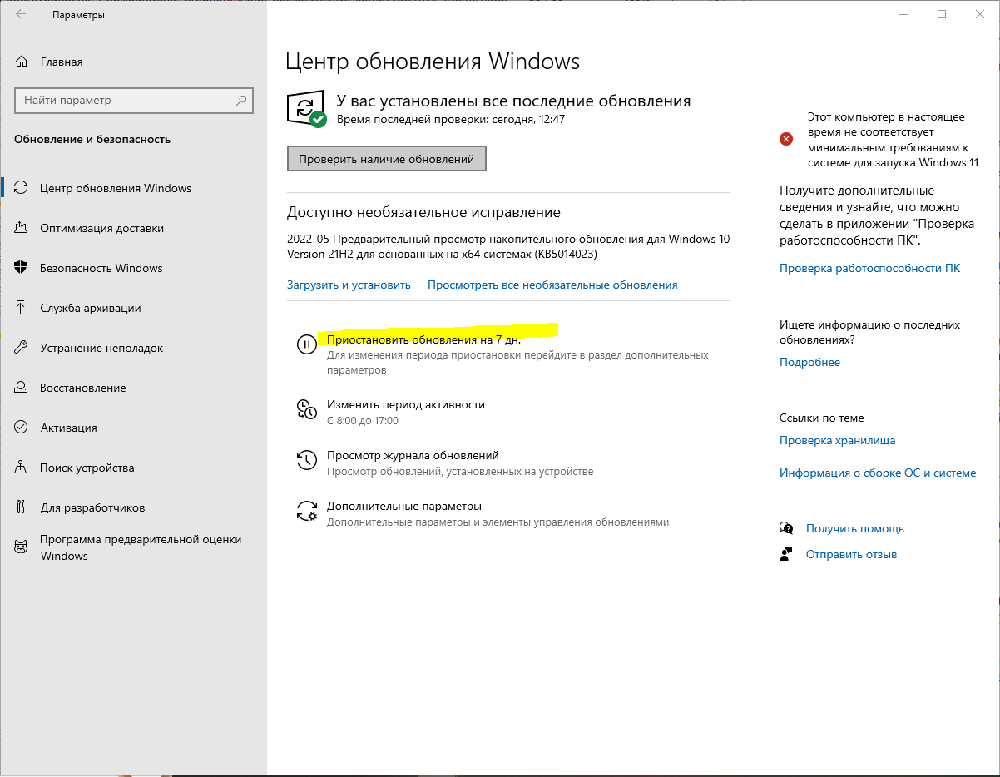 Параметры
Главная
Найти параметр
Обновление и безопасность
Центр обновления Windows
Оптимизация доставки
Безопасность Windows
Служба архивации
Устранение неполадок
Восстановление
Активация
Поиск устройства
Для разработчиков
Программа предварительной оценки
Windows
Центр обновления Windows
У вас установлены все последние обновления
Время последней проверки: сегодня, 12:47
Проверить наличие обновлений
Доступно необязательное исправление
2022-05 Предварительный просмотр накопительного обновления для Windows 10
Version 21H2 для основанных на x64 системах (KB5014023)
Загрузить и установить Просмотреть все необязательные обновления
Приостановить обновления на 7 дн.
Для изменения периода приостановки перейдите в раздел дополнительных
параметров
Изменить период активности
С 8:00 до 17:00
Просмотр журнала обновлений
Просмотр обновлений, установленных на устройстве
Дополнительные параметры
Дополнительные параметры и элементы управления обновлениями
Этот компьютер в настоящее
время не соответствует
минимальным требованиям к
системе для запуска Windows 11
Получите дополнительные
сведения и узнайте, что можно
сделать в приложении "Проверка
работоспособности ПК".
Проверка работоспособности ПК
Ищете информацию о последних
обновлениях?
Подробнее
Ссылки по теме
Проверка хранилища
Информация о сборке ОС и системе
Получить помощь
Отправить отзыв